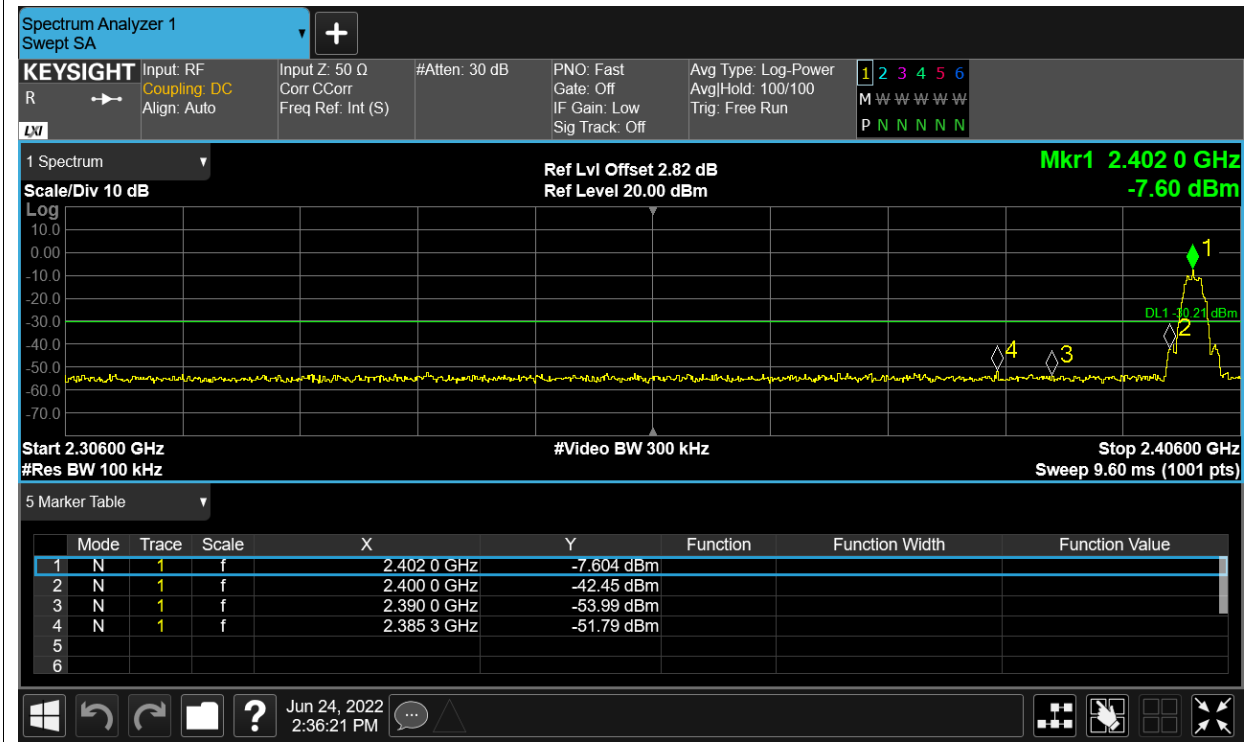 Spectrum Analyzer 1
Swept SA
+
KEYSIGHT
R
LXI
Input: RF
Coupling: DC
Align: Auto
Input Z: 50 Ω
Corr CCorr
Freq Ref: Int (S)
#Atten: 30 dB
PNO: Fast
Gate: Off
IF Gain: Low
Sig Track: Off
Avg Type: Log-Power
Avg|Hold: 100/100
Trig: Free Run
1 2 3 4 5 6
M W W W W W
P N N N N N
1 Spectrum
Scale/Div 10 dB
Ref Lvl Offset 2.82 dB
Ref Level 20.00 dBm
Mkr1 2.402 0 GHz
-7.60 dBm
Log
10.0
0.00
-10.0
-20.0
-30.0
-40.0
-50.0
-60.0
-70.0
1
DL1 -30.21 dBm
2
4
3
Start 2.30600 GHz
#Res BW 100 kHz
#Video BW 300 kHz
Stop 2.40600 GHz
Sweep 9.60 ms (1001 pts)
5 Marker Table
Mode Trace Scale X Y Function Function Width Function Value
1 N 1 f 2.402 0 GHz -7.604 dBm
2 N 1 f 2.400 0 GHz -42.45 dBm
3 N 1 f 2.390 0 GHz -53.99 dBm
4 N 1 f 2.385 3 GHz -51.79 dBm
5
6
?
Jun 24, 2022
2:36:21 PM